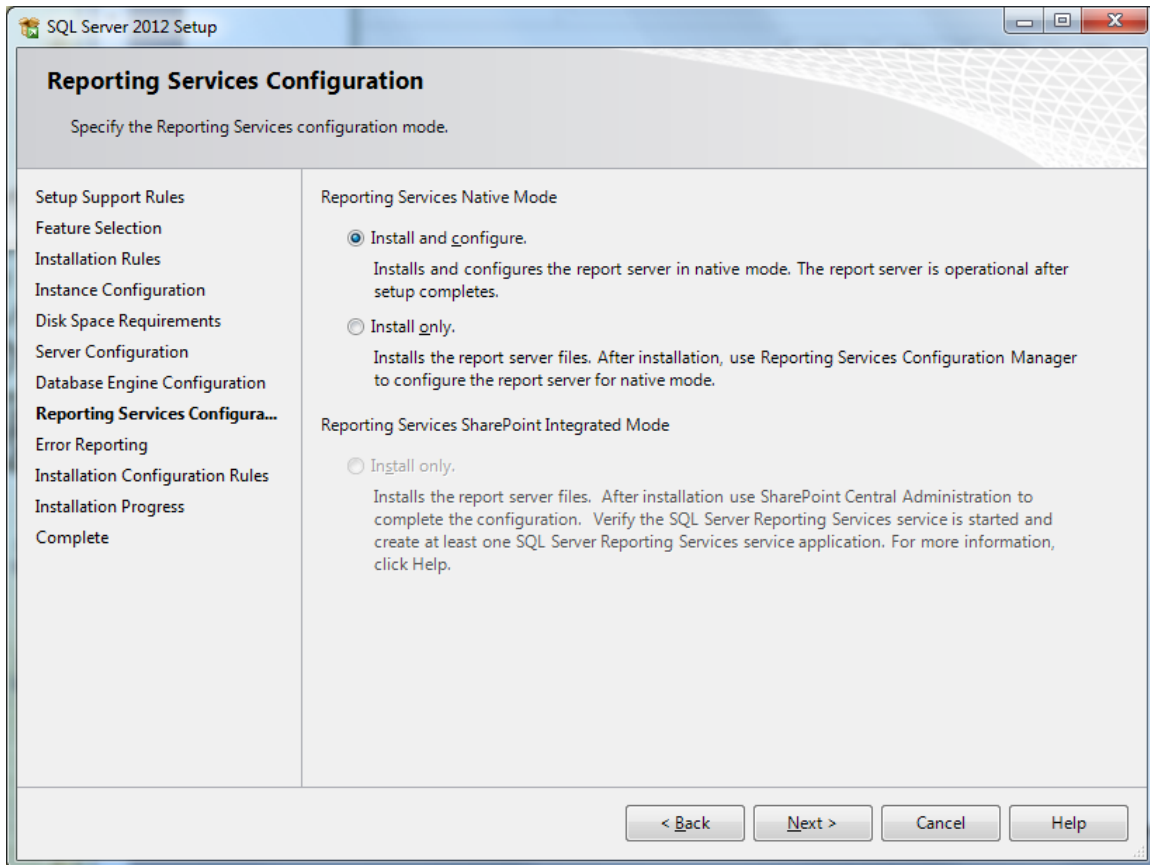 SQL Server 2012 Setup
Reporting Services Configuration
Specify the Reporting Services configuration mode.
Setup Support Rules
Feature Selection
Installation Rules
Instance Configuration
Disk Space Requirements
Server Configuration
Database Engine Configuration
Reporting Services Configura...
Error Reporting
Installation Configuration Rules
Installation Progress
Complete
Reporting Services Native Mode
Install and configure.
Installs and configures the report server in native mode. The report server is operational after
setup completes.
Install only.
Installs the report server files. After installation, use Reporting Services Configuration Manager
to configure the report server for native mode.
Reporting Services SharePoint Integrated Mode
Install only.
Installs the report server files. After installation use SharePoint Central Administration to
complete the configuration. Verify the SQL Server Reporting Services service is started and
create at least one SQL Server Reporting Services service application. For more information,
click Help.
< Back
Next >
Cancel
Help